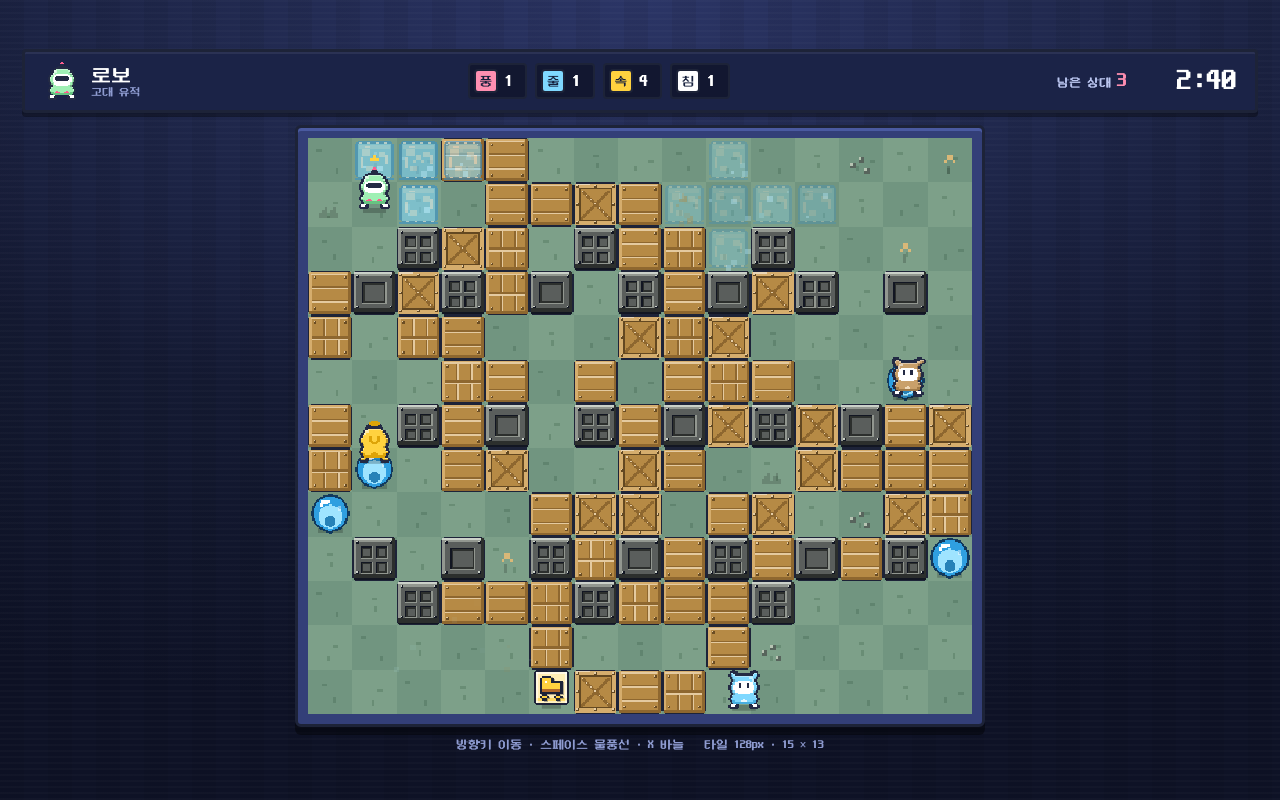 로보
고대 유적
풍 1 줄 1 속 4 침 1
남은 상대 3
2:40
방향키 이동 · 스페이스 물풍선 · X 바늘 타일 128px · 15 × 13